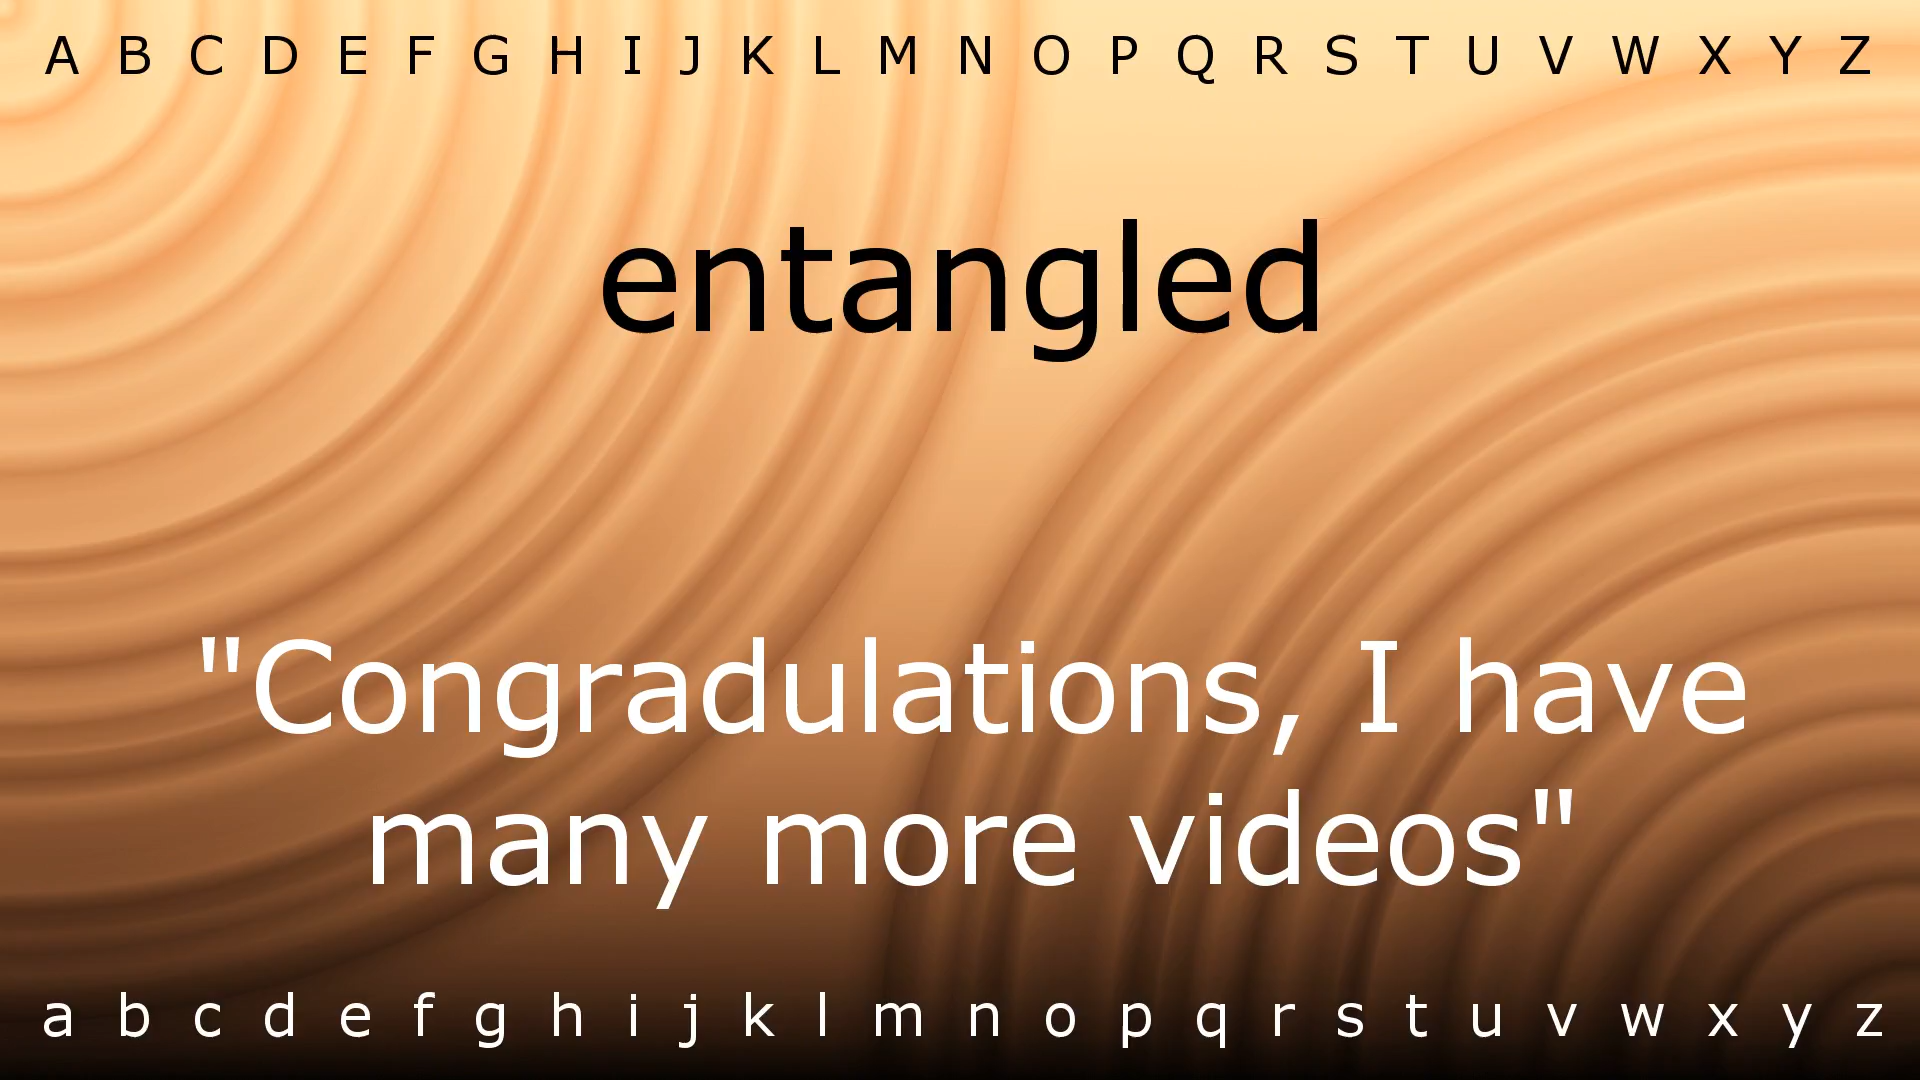 A B C D E F G H I J K L M N O P Q R S T U V W X Y Z
entangled
"Congradulations, I have
many more videos"
a b c d e f g h i j k l m n o p q r s t u v w x y z